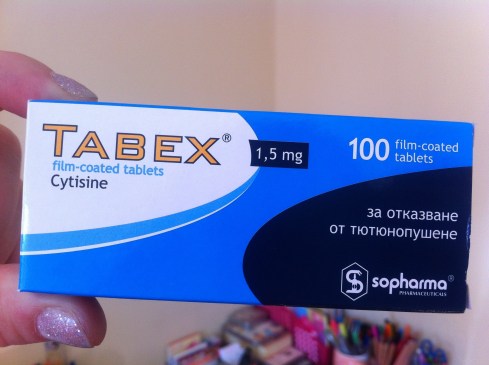 TABEX®
film-coated tablets
Cytisine
1,5 mg
100 film-coated
tablets
за отказване
от тютюнопушене
sopharma®
PHARMACEUTICALS